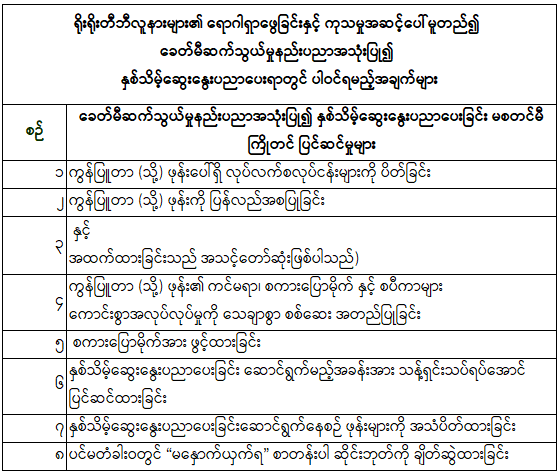 ရိုးရိုးတီဘီလူနာများ၏ ရောဂါရှာဖွေခြင်းနှင့် ကုသမှုအဆင့်ပေါ်မူတည်၍
ခေတ်မီဆက်သွယ်မှုနည်းပညာအသုံးပြု၍
နှစ်သိမ့်ဆွေးနွေးပညာပေးရာတွင် ပါဝင်ရမည့်အချက်များ
စဉ်
ခေတ်မီဆက်သွယ်မှုနည်းပညာအသုံးပြု၍ နှစ်သိမ့်ဆွေးနွေးပညာပေးခြင်း မစတင်မီ
ကြိုတင် ပြင်ဆင်မှုများ
၁ ကွန်ပြူတာ (သို့) ဖုန်းပေါ်ရှိ လုပ်လက်စလုပ်ငန်းများကို ပိတ်ခြင်း
၂ ကွန်ပြူတာ (သို့) ဖုန်းကို ပြန်လည်အစပြုခြင်း
၃ နှင့်
အထက်ထားခြင်းသည် အသင့်တော်ဆုံးဖြစ်ပါသည်)
၄ ကွန်ပြူတာ (သို့) ဖုန်း၏ ကင်မရာ၊ စကားပြောမိုက် နှင့် စပီကာများ
ကောင်းစွာအလုပ်လုပ်မှုကို သေချာစွာ စစ်ဆေး အတည်ပြုခြင်း
၅ စကားပြောမိုက်အား ဖွင့်ထားခြင်း
၆ နှစ်သိမ့်ဆွေးနွေးပညာပေးခြင်း ဆောင်ရွက်မည့်အခန်းအား သန့်ရှင်းသပ်ရပ်အောင်
ပြင်ဆင်ထားခြင်း
၇ နှစ်သိမ့်ဆွေးနွေးပညာပေးခြင်းဆောင်ရွက်နေစဉ် ဖုန်းများကို အသံပိတ်ထားခြင်း
၈ ပင်မတံခါးဝတွင် “မနှောက်ယှက်ရ” စာတန်းပါ ဆိုင်းဘုတ်ကို ချိတ်ဆွဲထားခြင်း